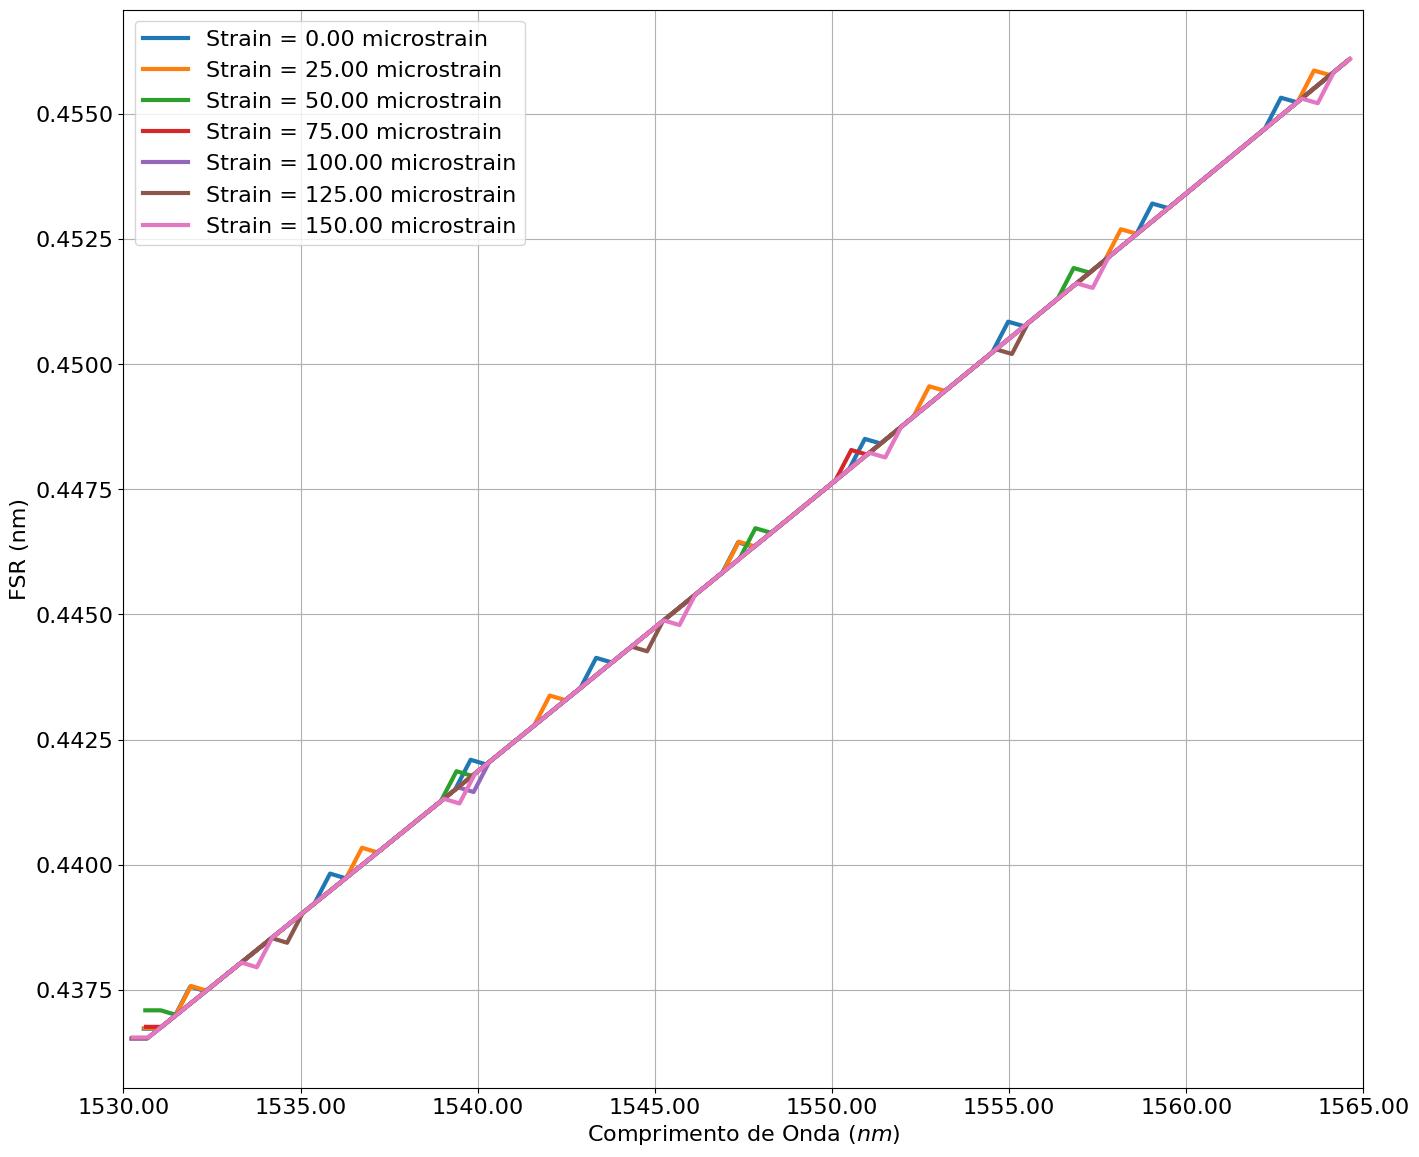 Strain = 0.00 microstrain
Strain = 25.00 microstrain
Strain = 50.00 microstrain
Strain = 75.00 microstrain
Strain = 100.00 microstrain
Strain = 125.00 microstrain
Strain = 150.00 microstrain
FSR (nm)
0.4550
0.4525
0.4500
0.4475
0.4450
0.4425
0.4400
0.4375
1530.00 1535.00 1540.00 1545.00 1550.00 1555.00 1560.00 1565.00
Comprimento de Onda (nm)